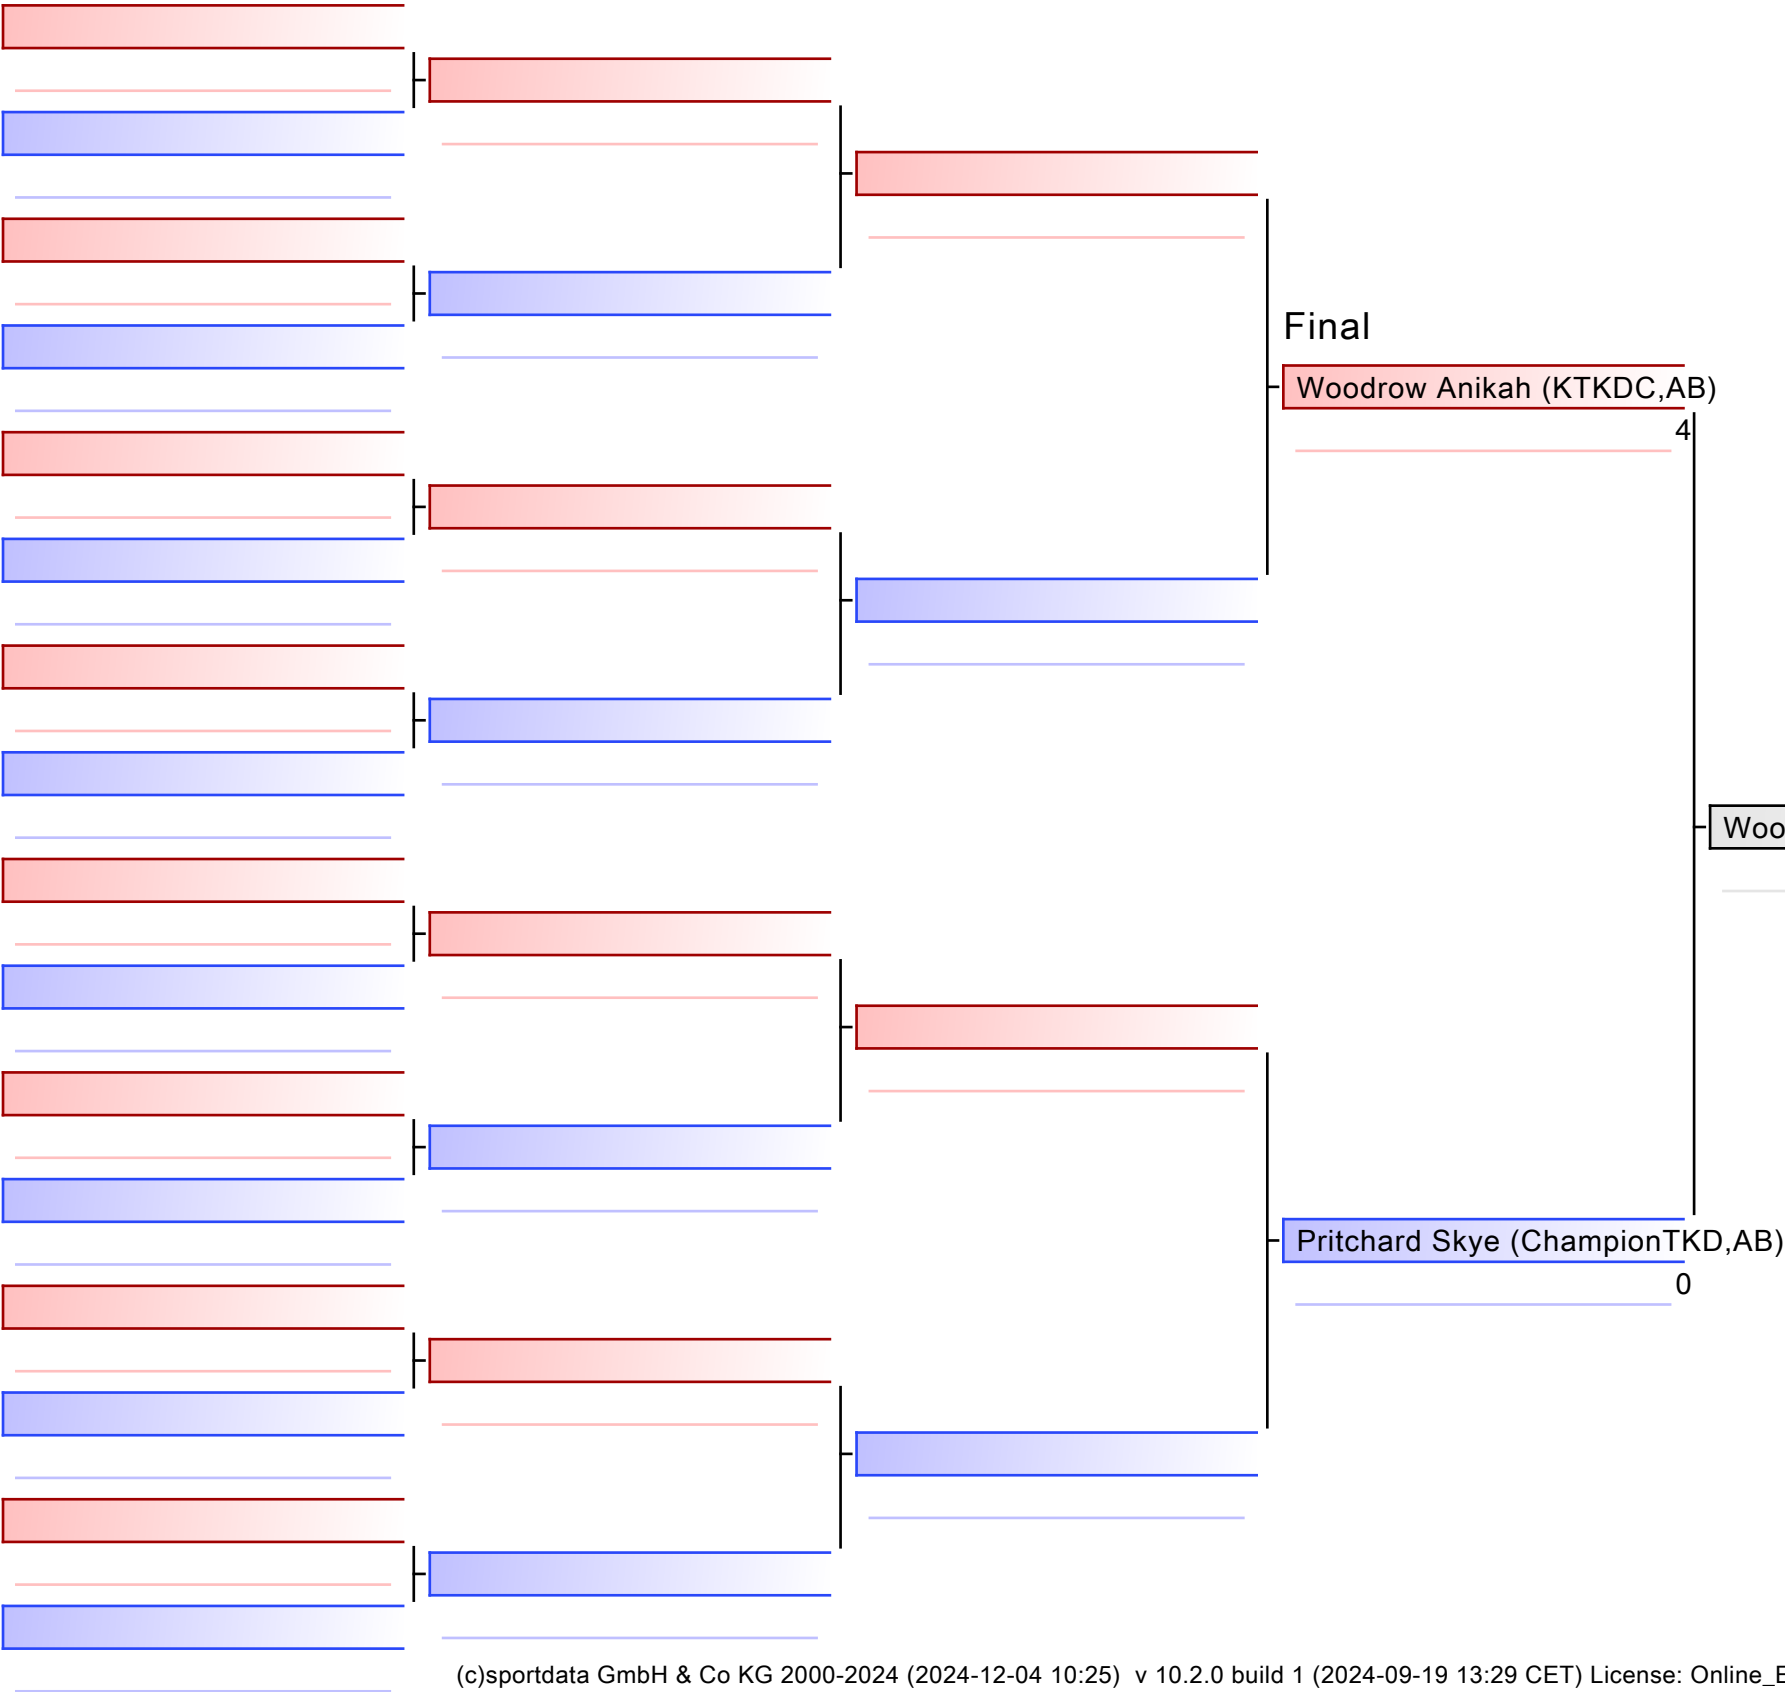 Final
Woodrow Anikah (KTKDC,AB)
4
Woo
Pritchard Skye (ChampionTKD,AB)
0
(c)sportdata GmbH & Co KG 2000-2024 (2024-12-04 10:25)  v 10.2.0 build 1 (2024-09-19 13:29 CET) License: Online_E